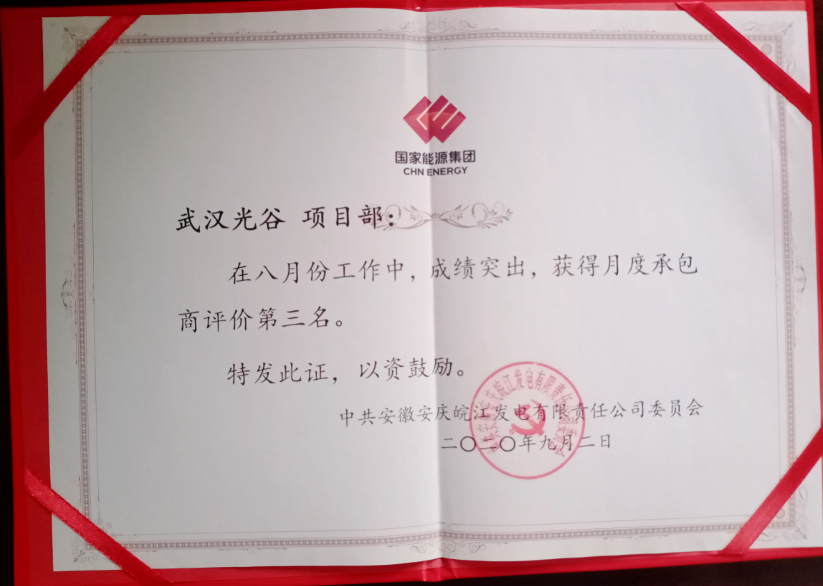 国家能源集团
CHN ENERGY
武汉光谷 项目部：
在八月份工作中，成绩突出，获得月度承包
商评价第三名。
特发此证，以资鼓励。
中共安徽安庆皖江发电有限责任公司委员会
二〇二〇年九月二日